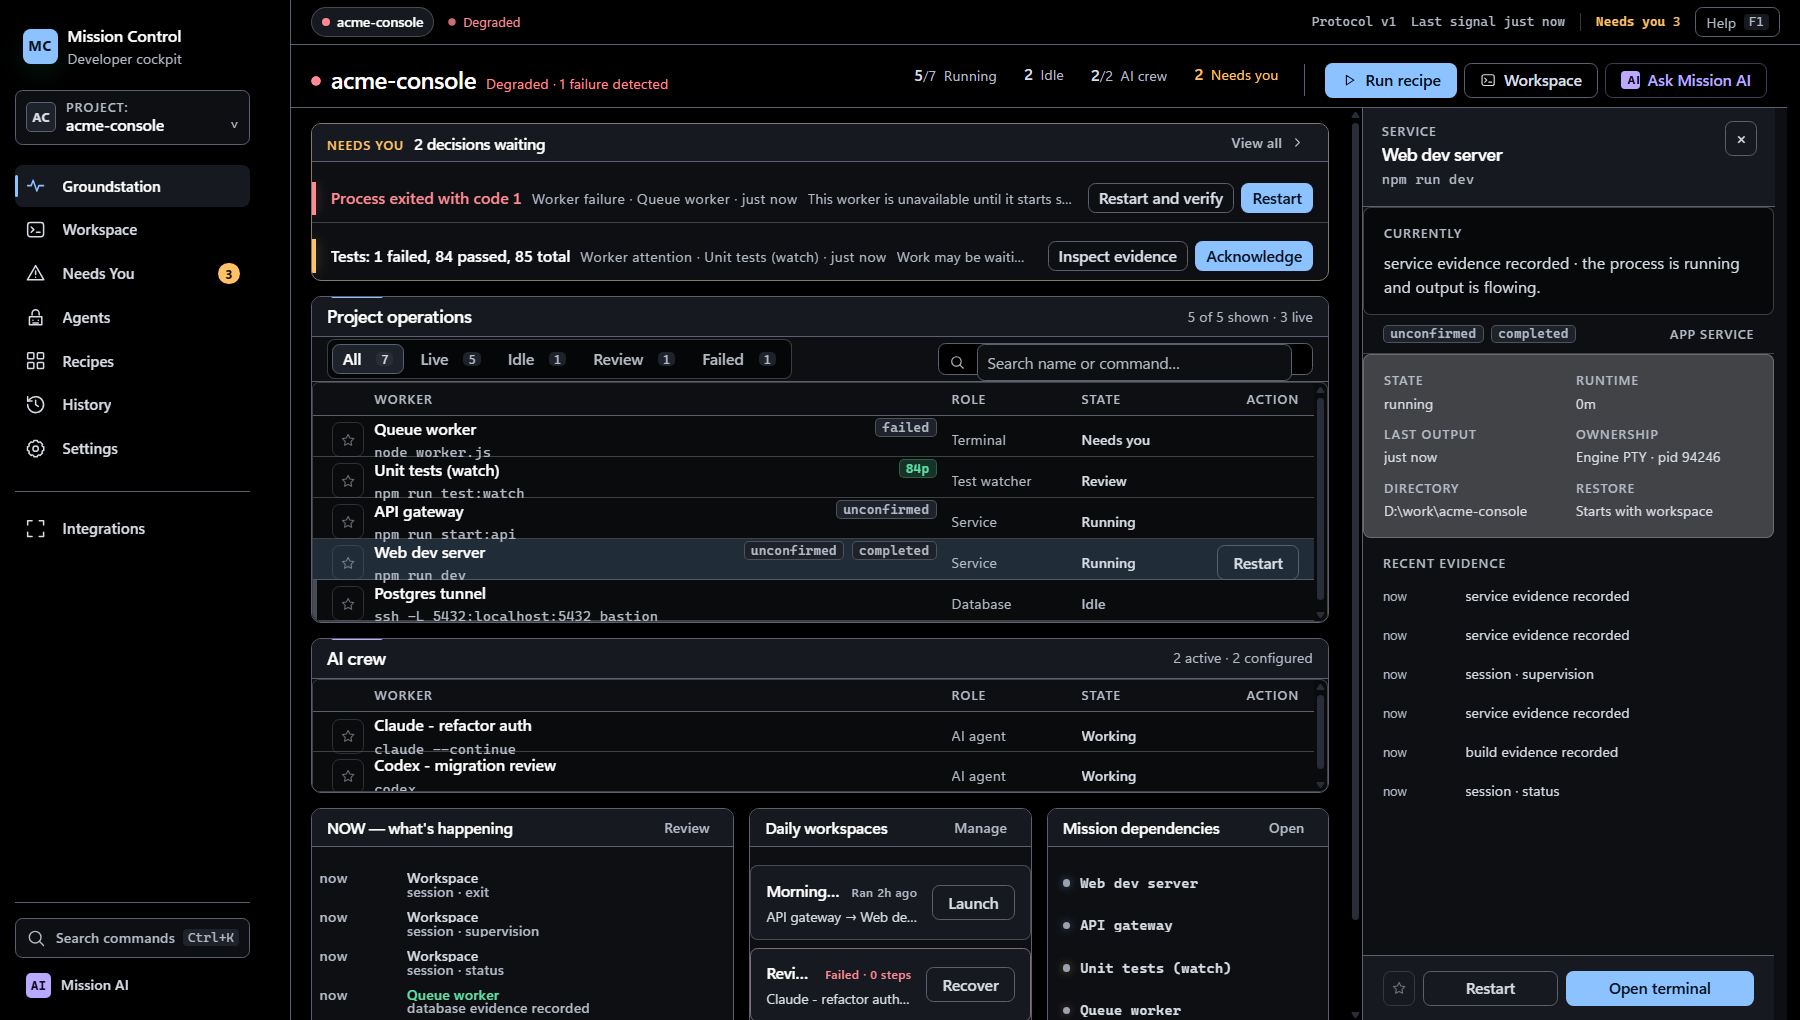 MC
Mission Control
Developer cockpit
AC
PROJECT:
acme-console
v
Groundstation
Workspace
Needs You
3
Agents
Recipes
History
Settings
Integrations
Search commands
Ctrl+K
AI
Mission AI
acme-console
Degraded
Protocol v1
Last signal just now
Needs you 3
Help
F1
acme-console
Degraded · 1 failure detected
5/7 Running
2 Idle
2/2 AI crew
2 Needs you
Run recipe
Workspace
AI
Ask Mission AI
NEEDS YOU
2 decisions waiting
View all
Process exited with code 1
Worker failure · Queue worker · just now
This worker is unavailable until it starts s...
Restart and verify
Restart
Tests: 1 failed, 84 passed, 85 total
Worker attention · Unit tests (watch) · just now
Work may be waiti...
Inspect evidence
Acknowledge
Project operations
5 of 5 shown · 3 live
All 7
Live 5
Idle 1
Review 1
Failed 1
Search name or command...
WORKER
ROLE
STATE
ACTION
Queue worker
failed
node worker.js
Terminal
Needs you
Unit tests (watch)
84p
npm run test:watch
Test watcher
Review
API gateway
unconfirmed
npm run start:api
Service
Running
Web dev server
unconfirmed
completed
npm run dev
Service
Running
Restart
Postgres tunnel
ssh -L 5432:localhost:5432 bastion
Database
Idle
AI crew
2 active · 2 configured
WORKER
ROLE
STATE
ACTION
Claude - refactor auth
claude --continue
AI agent
Working
Codex - migration review
codex
AI agent
Working
NOW — what's happening
Review
now
Workspace
session · exit
now
Workspace
session · supervision
now
Workspace
session · status
now
Queue worker
database evidence recorded
Daily workspaces
Manage
Morning...
Ran 2h ago
API gateway → Web de...
Launch
Revi...
Failed · 0 steps
Claude - refactor auth...
Recover
Mission dependencies
Open
Web dev server
API gateway
Unit tests (watch)
Queue worker
SERVICE
Web dev server
npm run dev
×
CURRENTLY
service evidence recorded · the process is running
and output is flowing.
unconfirmed
completed
APP SERVICE
STATE
running
RUNTIME
0m
LAST OUTPUT
just now
OWNERSHIP
Engine PTY · pid 94246
DIRECTORY
D:\work\acme-console
RESTORE
Starts with workspace
RECENT EVIDENCE
now
service evidence recorded
now
service evidence recorded
now
session · supervision
now
service evidence recorded
now
build evidence recorded
now
session · status
Restart
Open terminal